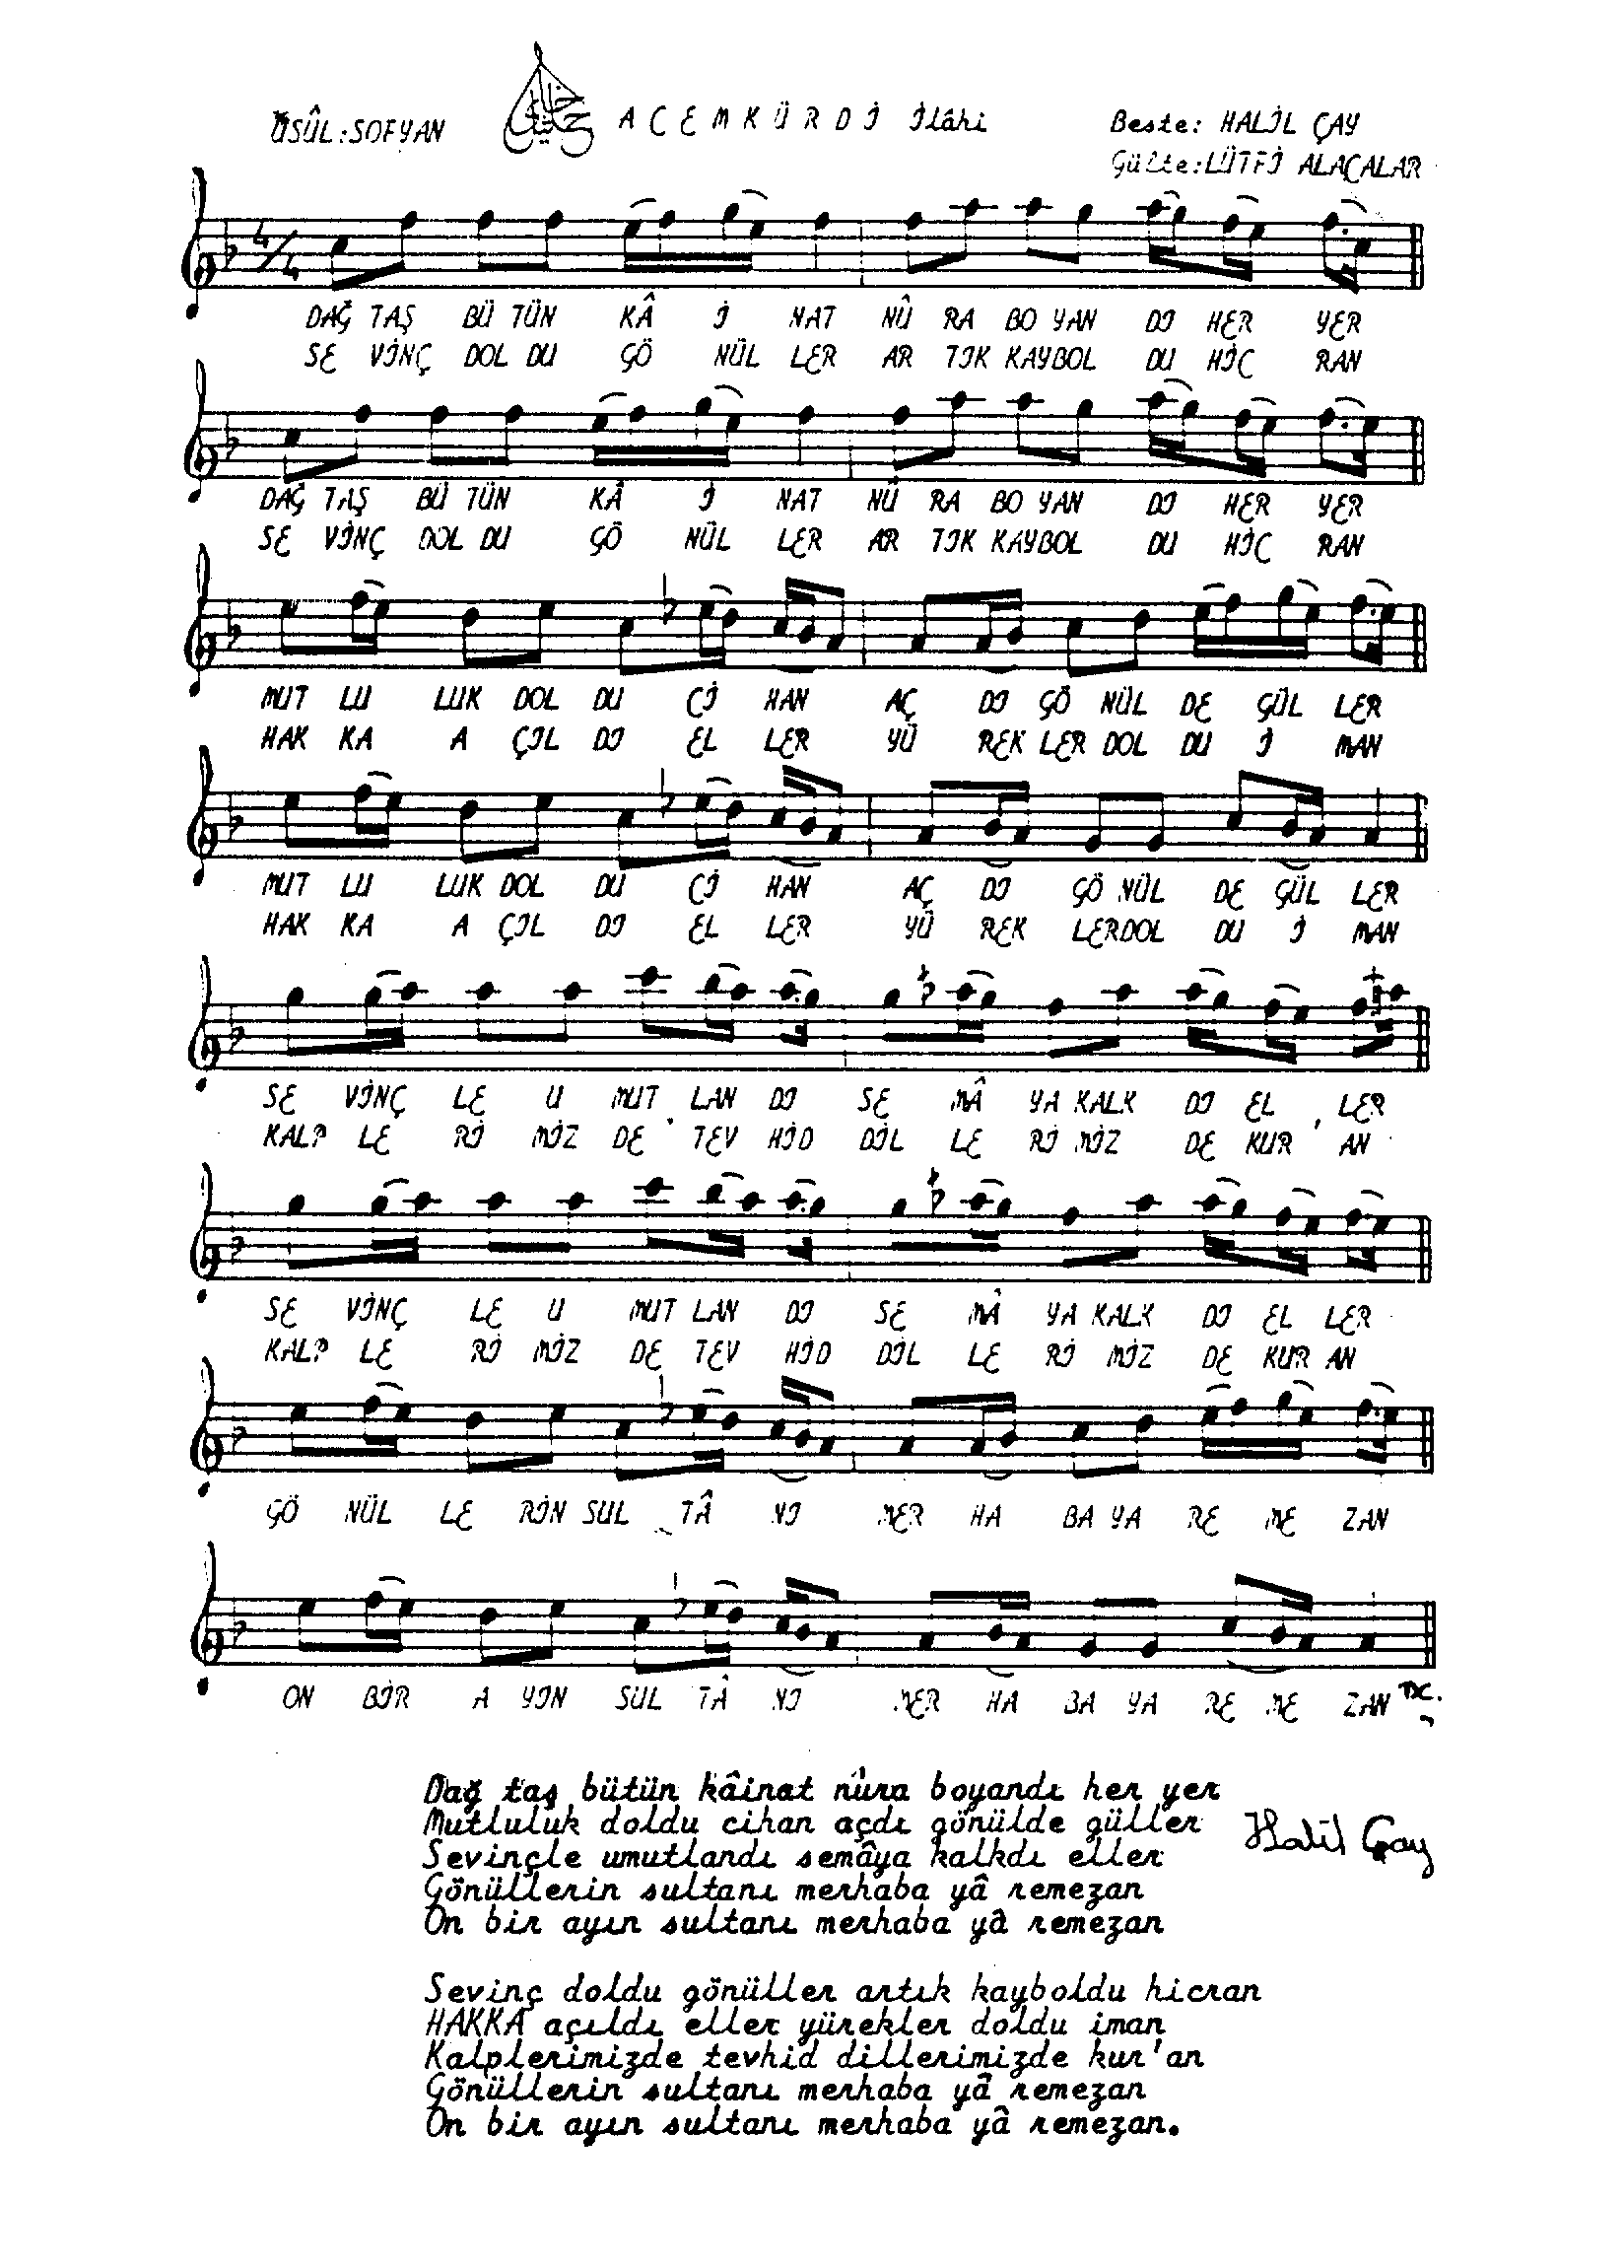 USÛL:SOFYAN
ACEMKÜRDİ İlâhi
Beste: HALİL ÇAY
Gülte:LÜTFİ ALAÇALAR
4/4
DAĞ TAŞ BÜ TÜN KÂ İ NAT NÛ RA BO YAN DI HER YER
SE VİNÇ DOL DU GÖ NÜL LER AR TIK KAYBOL DU HİC RAN
DAĞ TAŞ BÜ TÜN KÂ İ NAT NÛ RA BO YAN DI HER YER
SE VİNÇ DOL DU GÖ NÜL LER AR TIK KAYBOL DU HİC RAN
MUT LU LUK DOL DU Cİ HAN AÇ DI GÖ NÜL DE GÜL LER
HAK KA A ÇIL DI EL LER YÜ REK LER DOL DU İ MAN
MUT LU LUK DOL DU Cİ HAN AÇ DI GÖ NÜL DE GÜL LER
HAK KA A ÇIL DI EL LER YÜ REK LERDOL DU İ MAN
SE VİNÇ LE U MUT LAN DI SE MÂ YA KALK DI EL LER
KALP LE Rİ MİZ DE TEV HİD DİL LE Rİ MİZ DE KUR ' AN
SE VİNÇ LE U MUT LAN DI SE MÂ YA KALK DI EL LER
KALP LE Rİ MİZ DE TEV HİD DİL LE Rİ MİZ DE KUR AN
GÖ NÜL LE RİN SUL TÂ NI MER HA BA YA RE ME ZAN
ON BİR A YIN SUL TÂ NI MER HA BA YA RE ME ZAN
Dağ taş bütün kâinat nûra boyandı her yer
Mutluluk doldu cihan açdı gönülde güller
Halil Çay
Sevinçle umutlandı semâya kalkdı eller
Gönüllerin sultanı merhaba yâ remezan
On bir ayın sultanı merhaba yâ remezan
Sevinç doldu gönüller artık kayboldu hicran
HAKKA açıldı eller yürekler doldu iman
Kalplerimizde tevhid dillerimizde kur'an
Gönüllerin sultanı merhaba yâ remezan
On bir ayın sultanı merhaba yâ remezan.